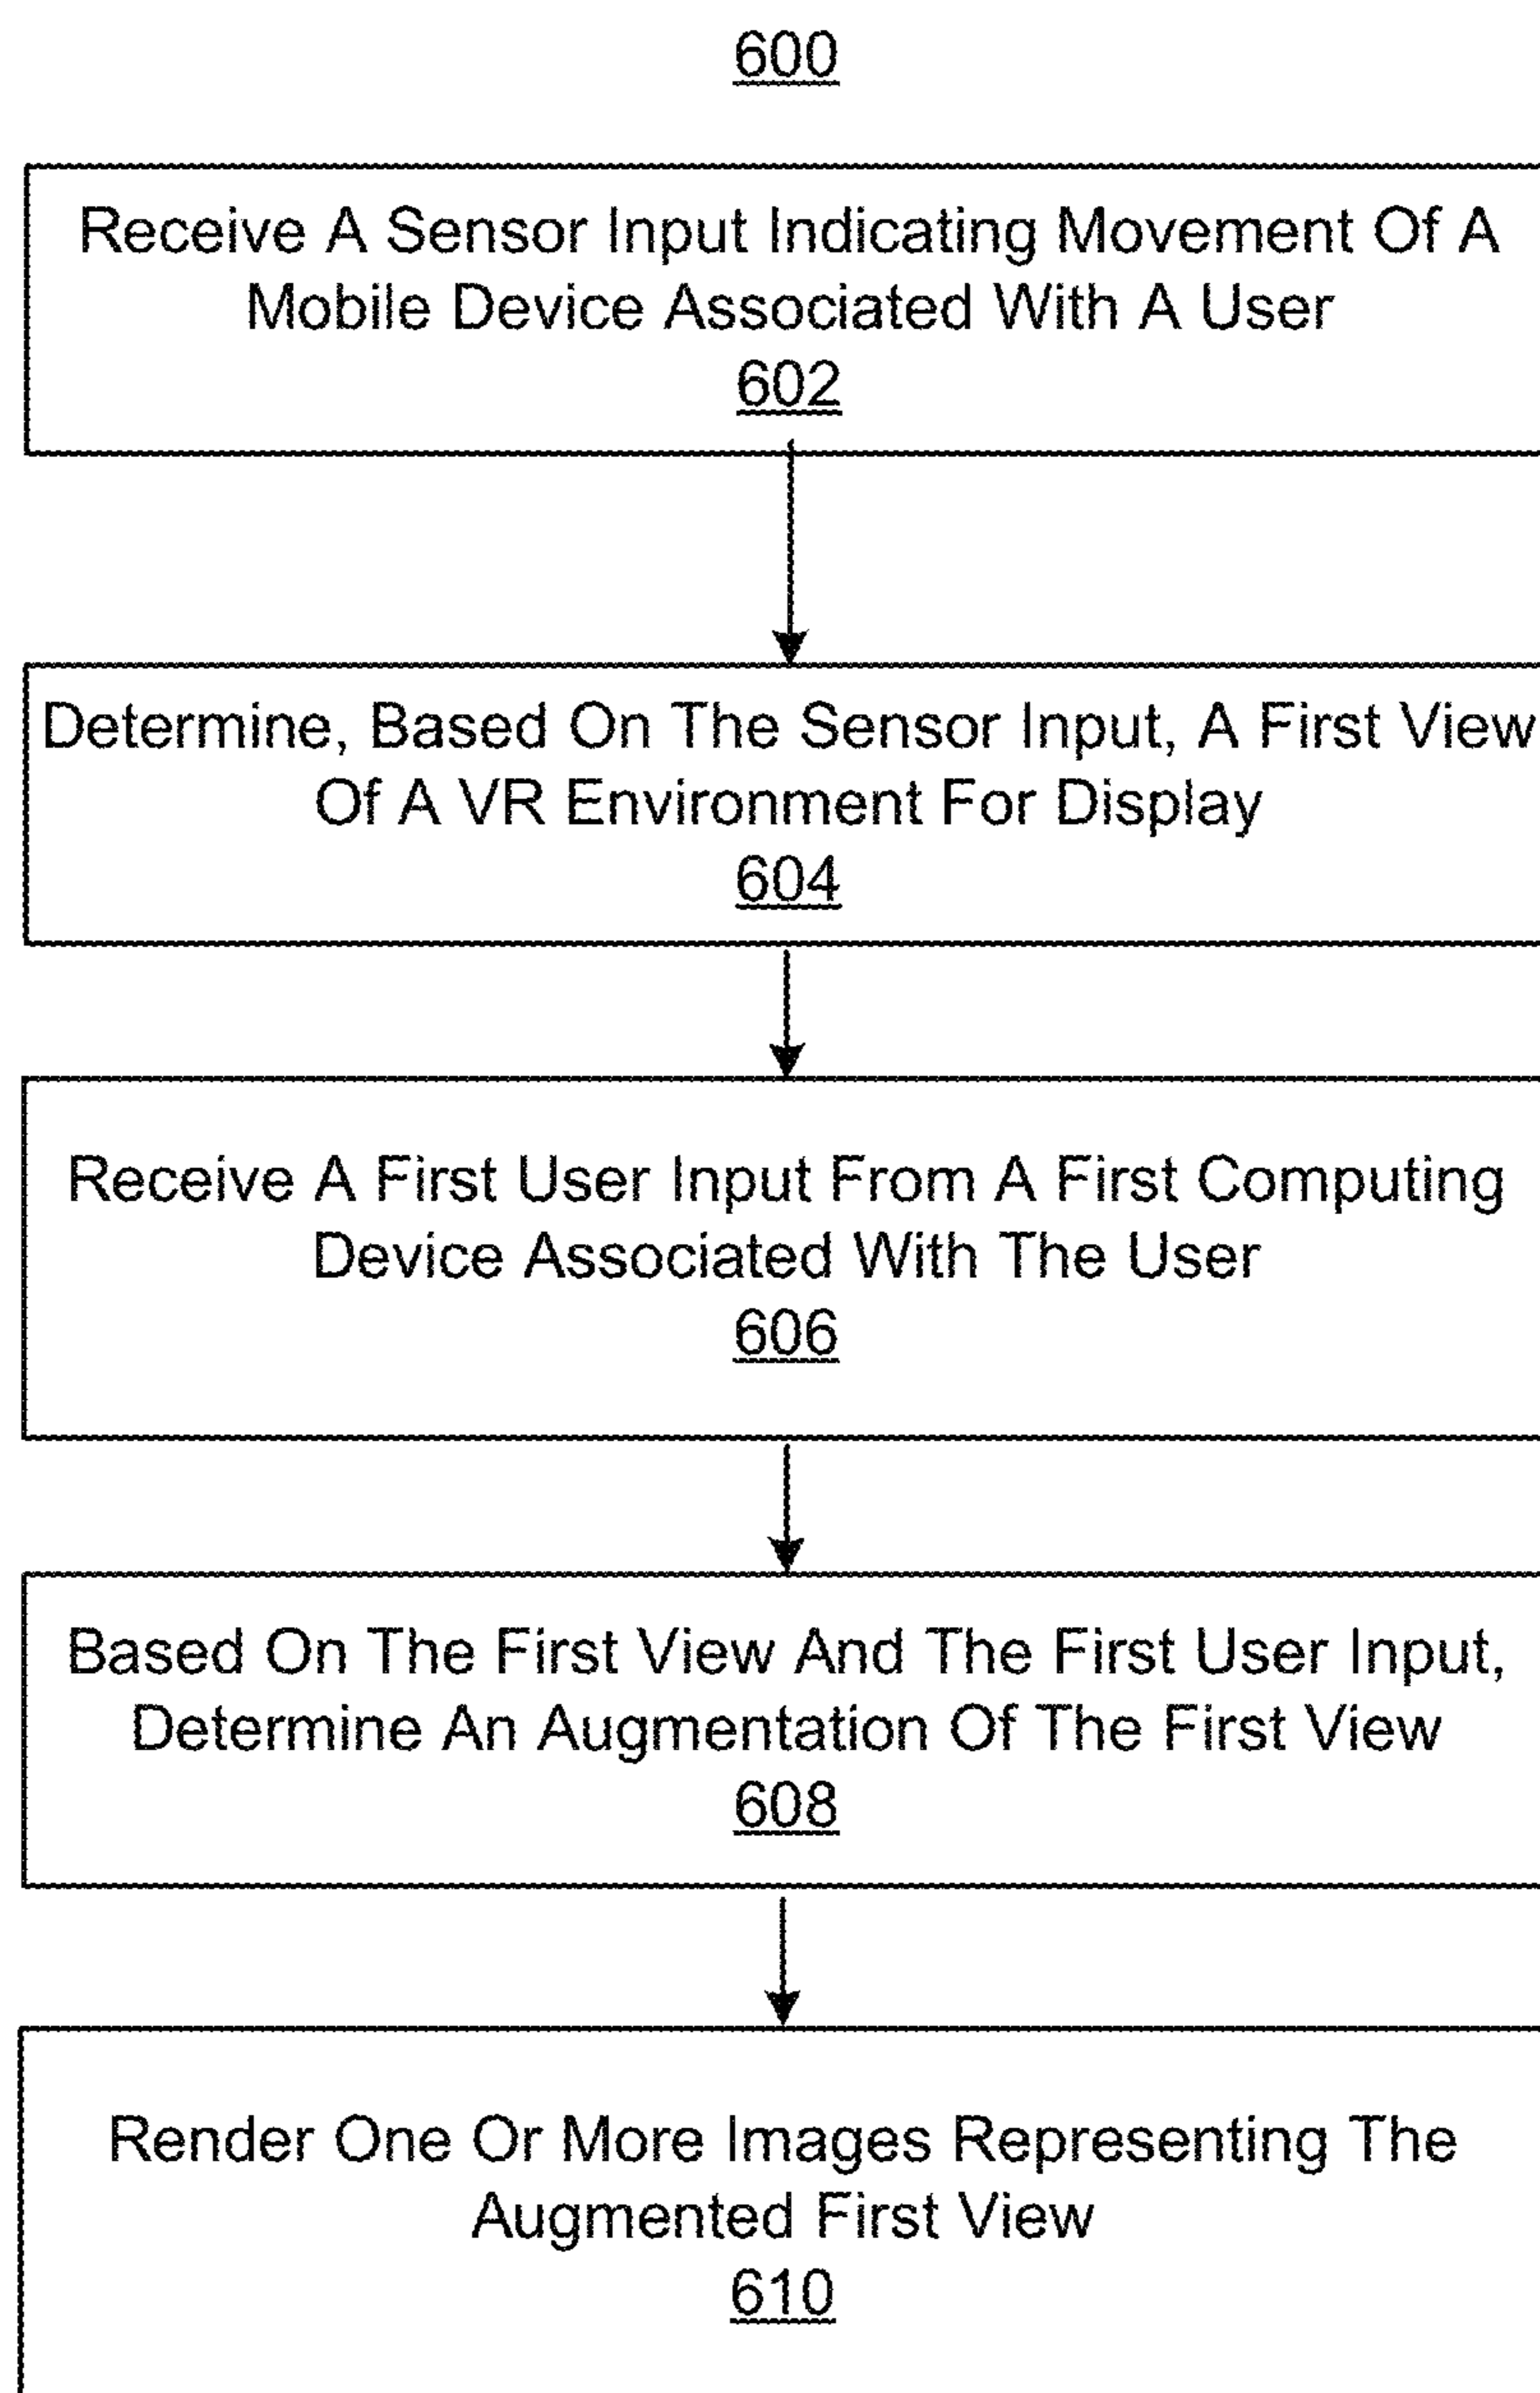 600
Receive A Sensor Input Indicating Movement Of A
Mobile Device Associated With A User
602
Determine, Based On The Sensor Input, A First View
Of A VR Environment For Display
604
Receive A First User Input From A First Computing
Device Associated With The User
606
Based On The First View And The First User Input,
Determine An Augmentation Of The First View
608
Render One Or More Images Representing The
Augmented First View
610